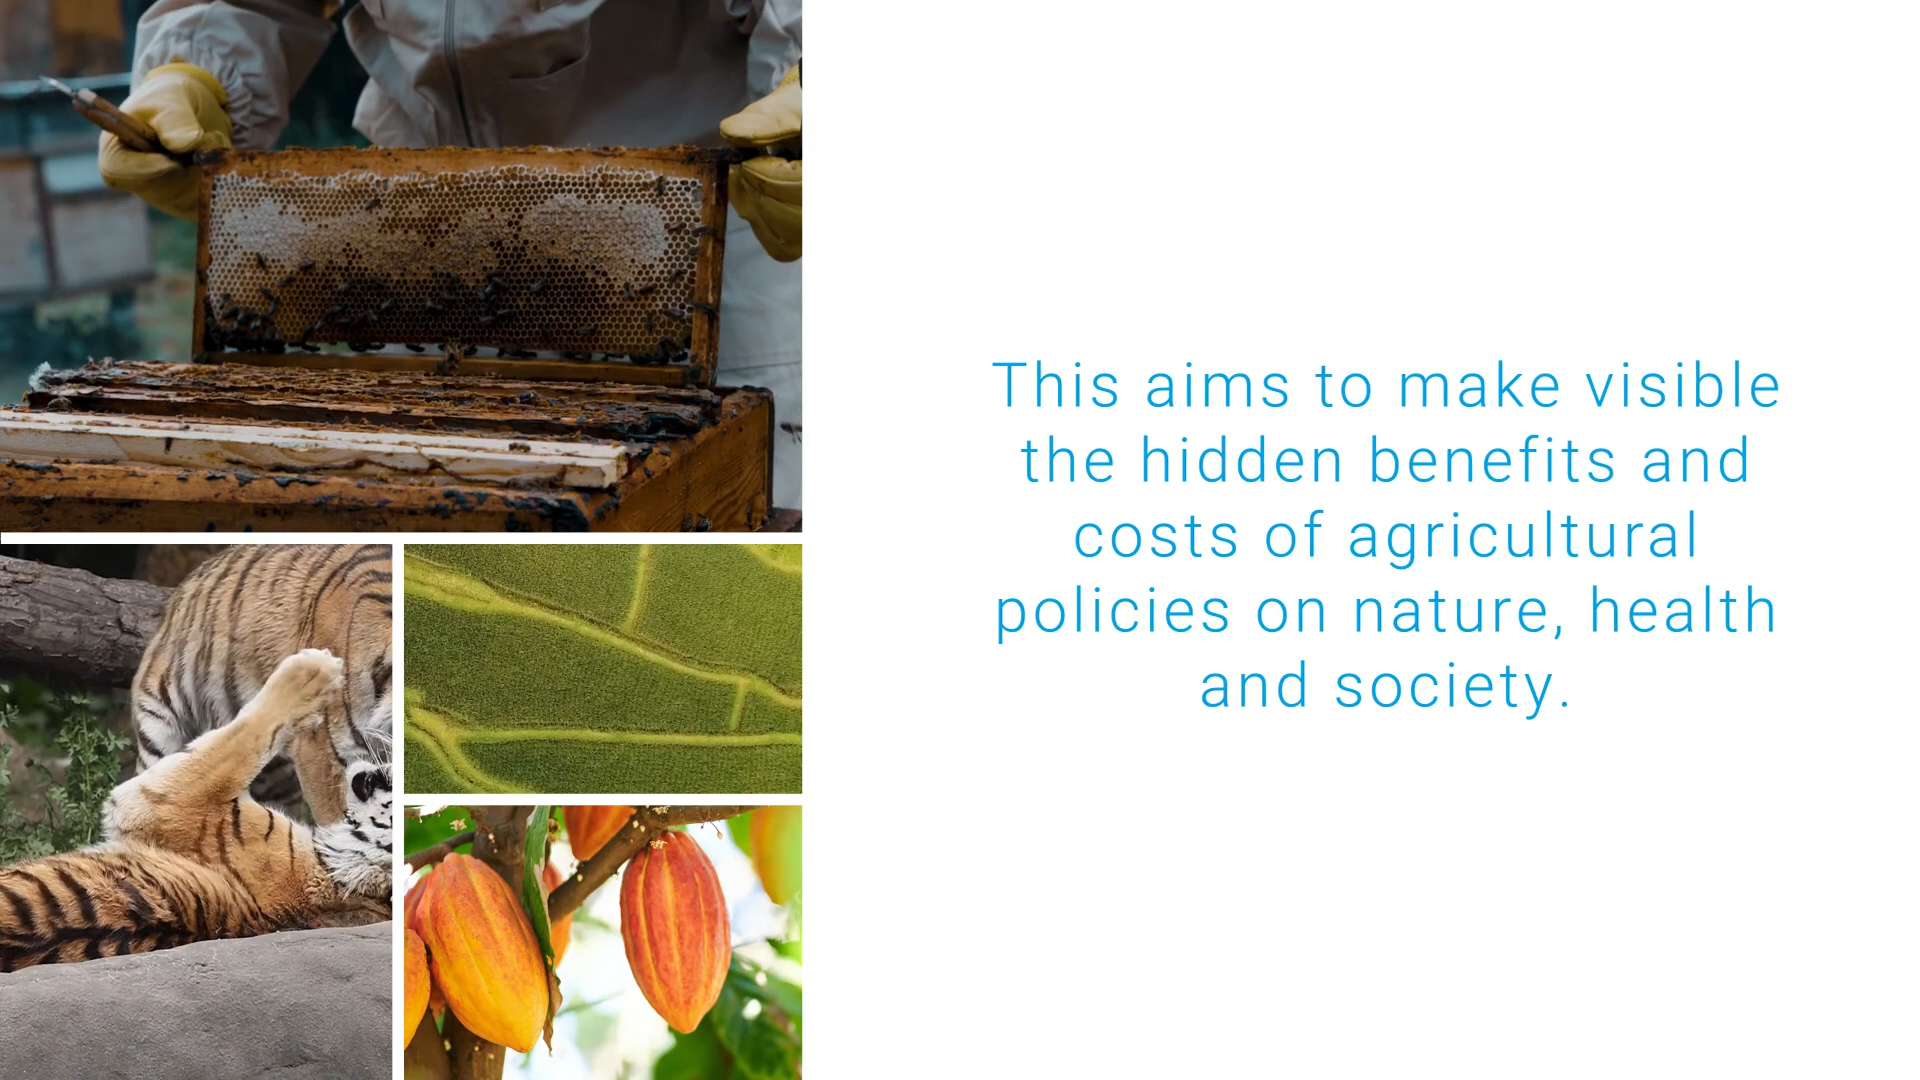 This aims to make visible
the hidden benefits and
costs of agricultural
policies on nature, health
and society.